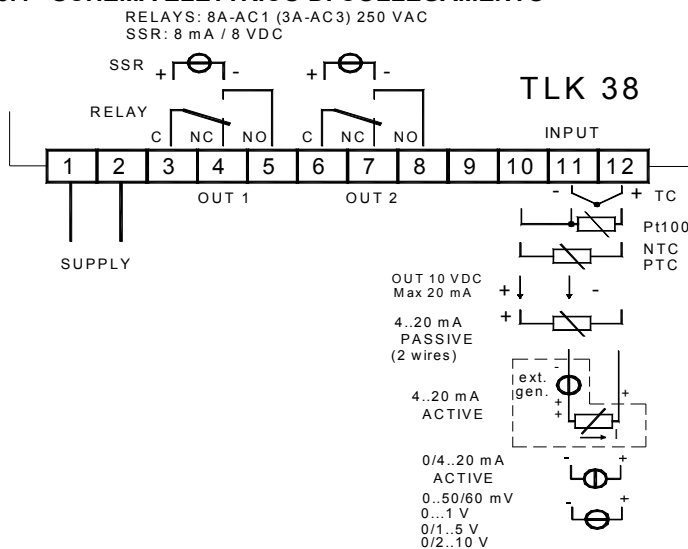 RELAYS: 8A-AC1 (3A-AC3) 250 VAC
SSR: 8 mA / 8 VDC
SSR + - + -
TLK 38
RELAY
C NC NO C NC NO INPUT
1 2 3 4 5 6 7 8 9 10 11 12
OUT 1 OUT 2
- + TC
Pt100
SUPPLY
NTC
PTC
OUT 10 VDC
Max 20 mA + -
4..20 mA +
PASSIVE
(2 wires)
ext.
gen.
-
+
+
+
4..20 mA
ACTIVE
I
0/4..20 mA - +
ACTIVE
0..50/60 mV - +
0...1 V
0/1..5 V
0/2..10 V